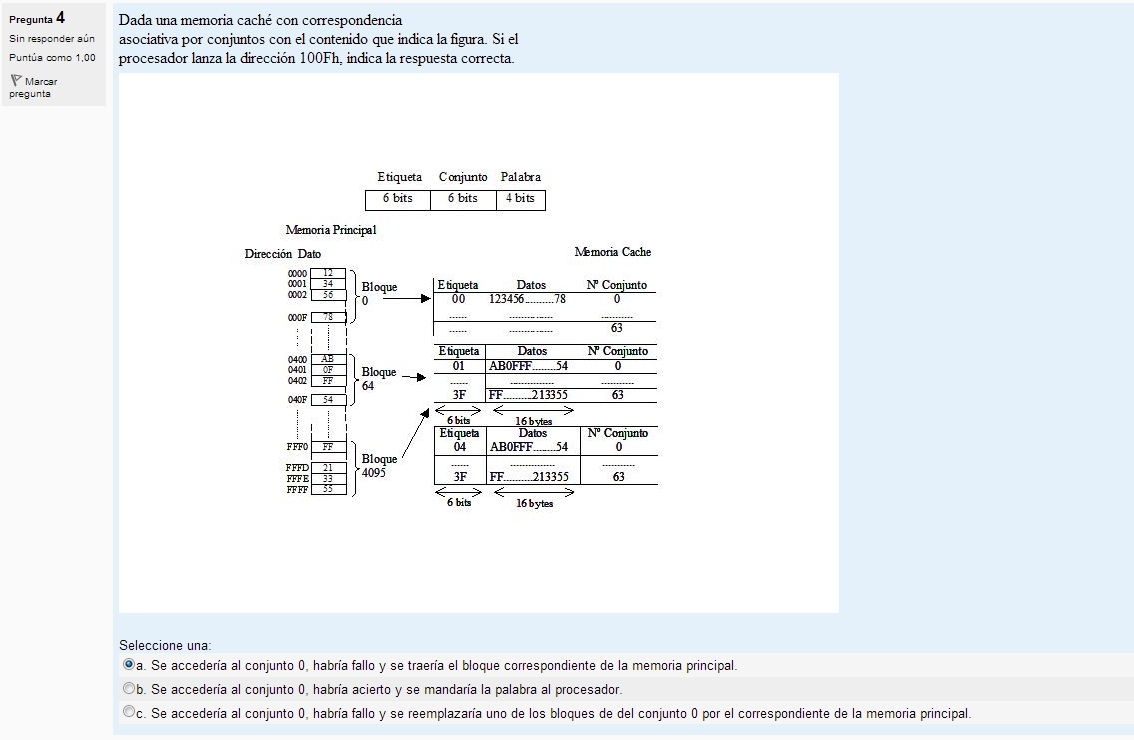 Pregunta 4
Sin responder aún
Puntúa como 1,00
Marcar
pregunta
Dada una memoria caché con correspondencia
asociativa por conjuntos con el contenido que indica la figura. Si el
procesador lanza la dirección 100Fh, indica la respuesta correcta.
Etiqueta Conjunto Palabra
6 bits 6 bits 4 bits
Memoria Principal
Dirección Dato
Memoria Cache
0000 12
0001 34
0002 56
000F 78
Bloque
0
0400 AB
0401 0F
0402 FF
040F 54
Bloque
64
FFF0 FF
FFFD 21
FFFE 33
FFFF 55
Bloque
4095
Etiqueta Datos Nº Conjunto
00 123456..........78 0
...... ............... ...........
...... ............... 63
Etiqueta Datos Nº Conjunto
01 AB0FFF........54 0
...... ............... ...........
3F FF..........213355 63
6 bits 16 bytes
Etiqueta Datos Nº Conjunto
04 AB0FFF........54 0
...... ............... ...........
3F FF..........213355 63
6 bits 16 bytes
Seleccione una:
a. Se accedería al conjunto 0, habría fallo y se traería el bloque correspondiente de la memoria principal.
b. Se accedería al conjunto 0, habría acierto y se mandaría la palabra al procesador.
c. Se accedería al conjunto 0, habría fallo y se reemplazaría uno de los bloques de del conjunto 0 por el correspondiente de la memoria principal.